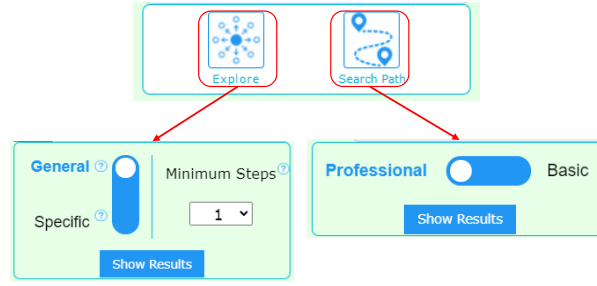 Explore
Search Path
General ?
Specific ?
Minimum Steps ?
1
Show Results
Professional
Basic
Show Results